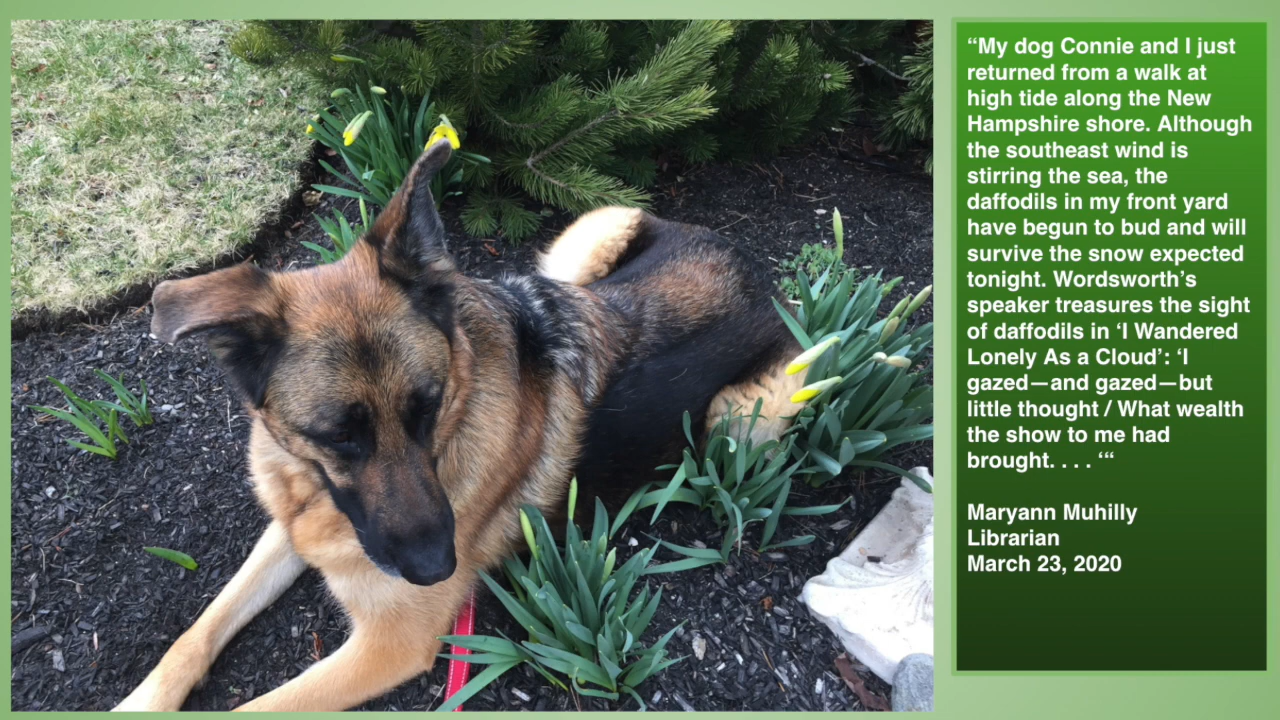 “My dog Connie and I just
returned from a walk at
high tide along the New
Hampshire shore. Although
the southeast wind is
stirring the sea, the
daffodils in my front yard
have begun to bud and will
survive the snow expected
tonight. Wordsworth’s
speaker treasures the sight
of daffodils in ‘I Wandered
Lonely As a Cloud’: ‘I
gazed—and gazed—but
little thought / What wealth
the show to me had
brought. . . . ‘“
Maryann Muhilly
Librarian
March 23, 2020